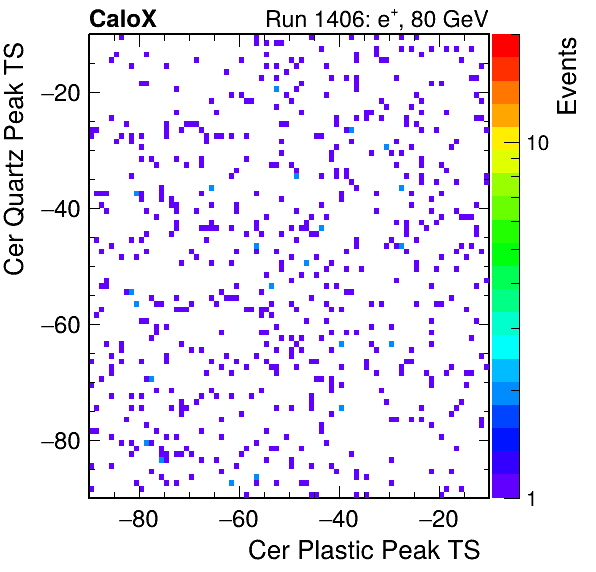 CaloX Run 1406: e⁺, 80 GeV
Events
Cer Quartz Peak TS
−20
−40
−60
−80
10
1
−80 −60 −40 −20
Cer Plastic Peak TS